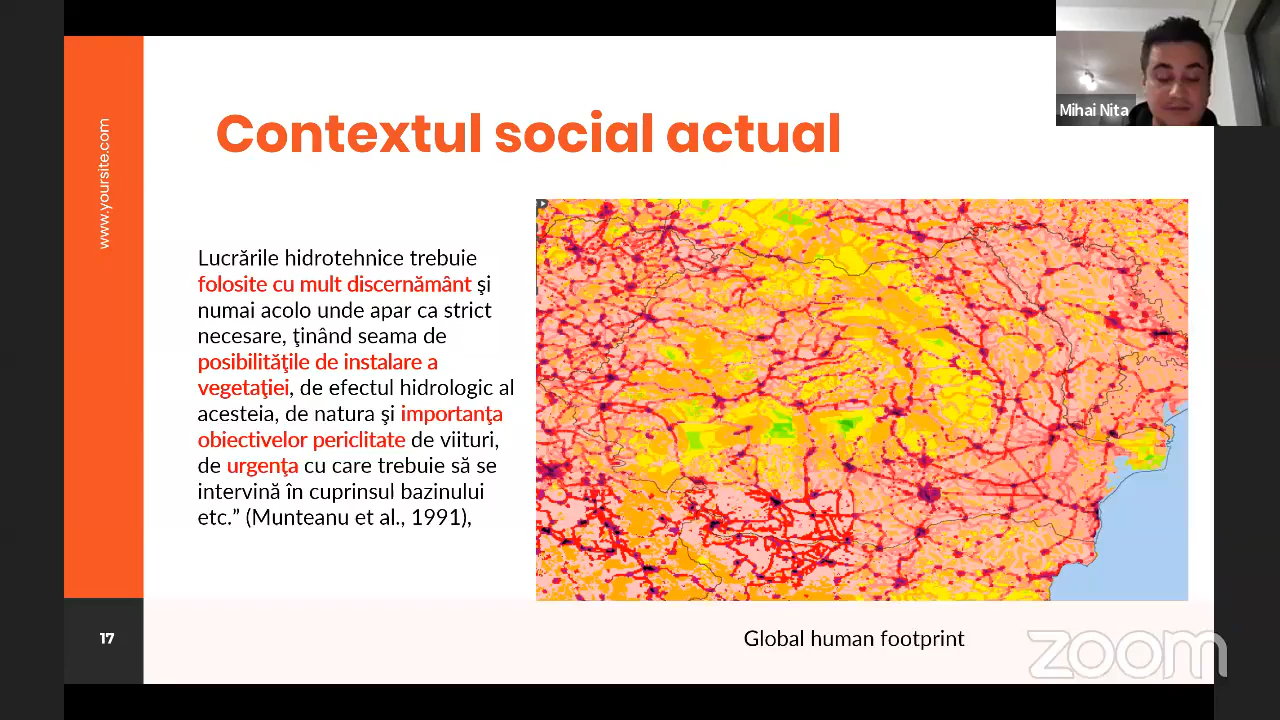 Mihai Nita
Contextul social actual
www.yoursite.com
Lucrările hidrotehnice trebuie
folosite cu mult discernământ şi
numai acolo unde apar ca strict
necesare, ţinând seama de
posibilităţile de instalare a
vegetaţiei, de efectul hidrologic al
acesteia, de natura şi importanţa
obiectivelor periclitate de viituri,
de urgenţa cu care trebuie să se
intervină în cuprinsul bazinului
etc.” (Munteanu et al., 1991),
17
Global human footprint
zoom